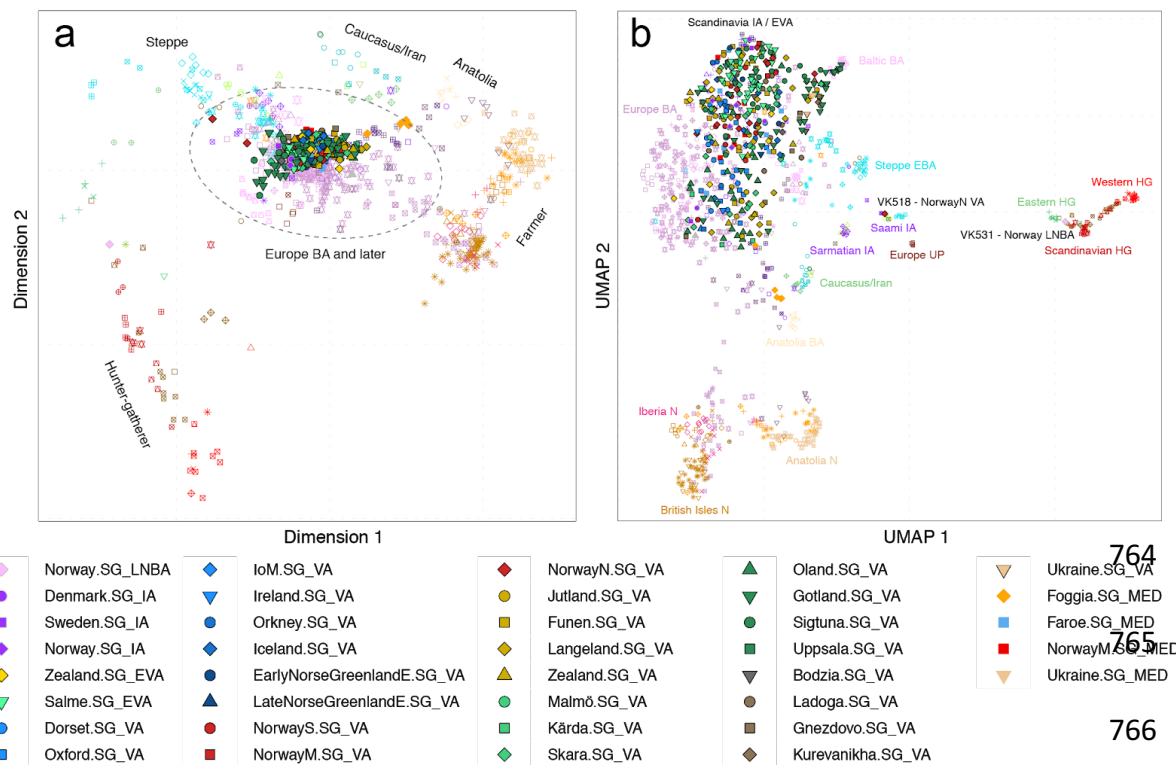 a
Steppe
Caucasus/Iran
Anatolia
Farmer
Europe BA and later
Hunter-gatherer
Dimension 2
Dimension 1
b
Scandinavia IA / EVA
Baltic BA
Europe BA
Steppe EBA
Western HG
VK518 - NorwayN VA
Eastern HG
Saami IA
VK531 - Norway LNBA
Sarmatian IA
Europe UP
Scandinavian HG
Caucasus/Iran
Anatolia BA
Iberia N
Anatolia N
British Isles N
UMAP 2
UMAP 1
Norway.SG_LNBA
Denmark.SG_IA
Sweden.SG_IA
Norway.SG_IA
Zealand.SG_EVA
Salme.SG_EVA
Dorset.SG_VA
Oxford.SG_VA
IoM.SG_VA
Ireland.SG_VA
Orkney.SG_VA
Iceland.SG_VA
EarlyNorseGreenlandE.SG_VA
LateNorseGreenlandE.SG_VA
NorwayS.SG_VA
NorwayM.SG_VA
NorwayN.SG_VA
Jutland.SG_VA
Funen.SG_VA
Langeland.SG_VA
Zealand.SG_VA
Malmö.SG_VA
Kärda.SG_VA
Skara.SG_VA
Oland.SG_VA
Gotland.SG_VA
Sigtuna.SG_VA
Uppsala.SG_VA
Bodzia.SG_VA
Ladoga.SG_VA
Gnezdovo.SG_VA
Kurevanikha.SG_VA
Ukraine.SG_VA
Foggia.SG_MED
Faroe.SG_MED
NorwayM.SG_MED
Ukraine.SG_MED
764
765
766